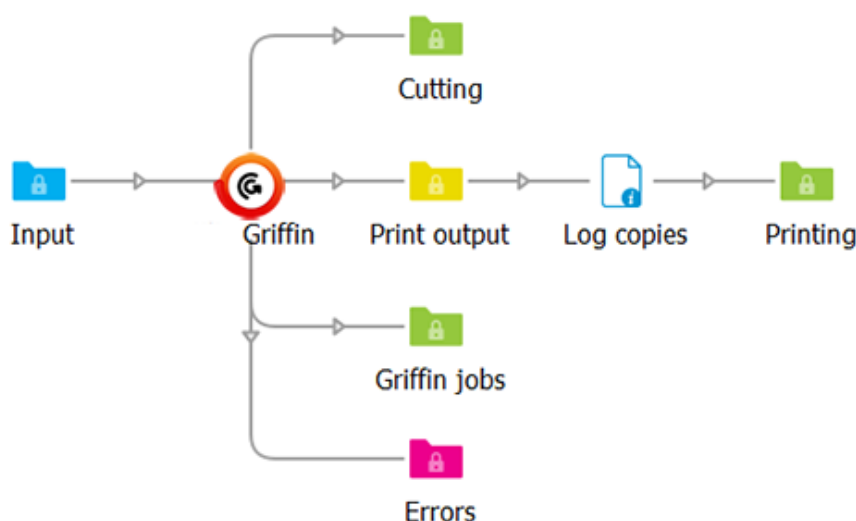 Cutting
Input
Griffin
Print output
Log copies
Printing
Griffin jobs
Errors